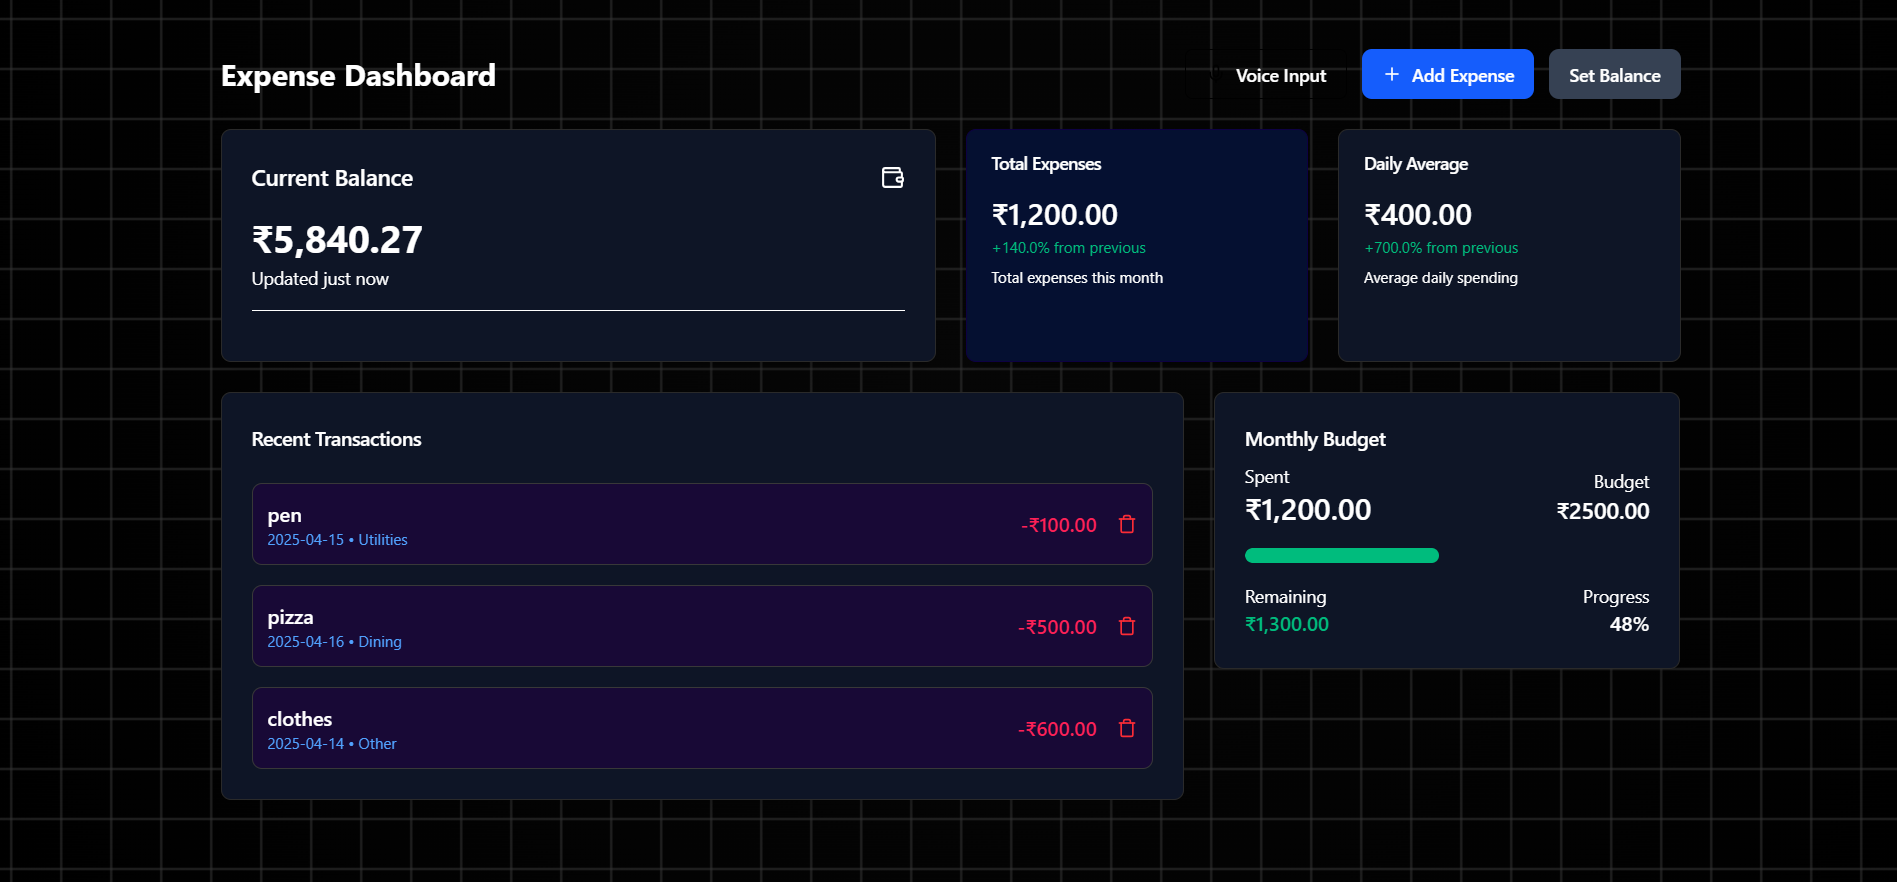 Expense Dashboard
Voice Input
+ Add Expense
Set Balance
Current Balance
₹5,840.27
Updated just now
Total Expenses
₹1,200.00
+140.0% from previous
Total expenses this month
Daily Average
₹400.00
+700.0% from previous
Average daily spending
Recent Transactions
pen
2025-04-15 • Utilities
-₹100.00
pizza
2025-04-16 • Dining
-₹500.00
clothes
2025-04-14 • Other
-₹600.00
Monthly Budget
Spent
₹1,200.00
Budget
₹2500.00
Remaining
₹1,300.00
Progress
48%